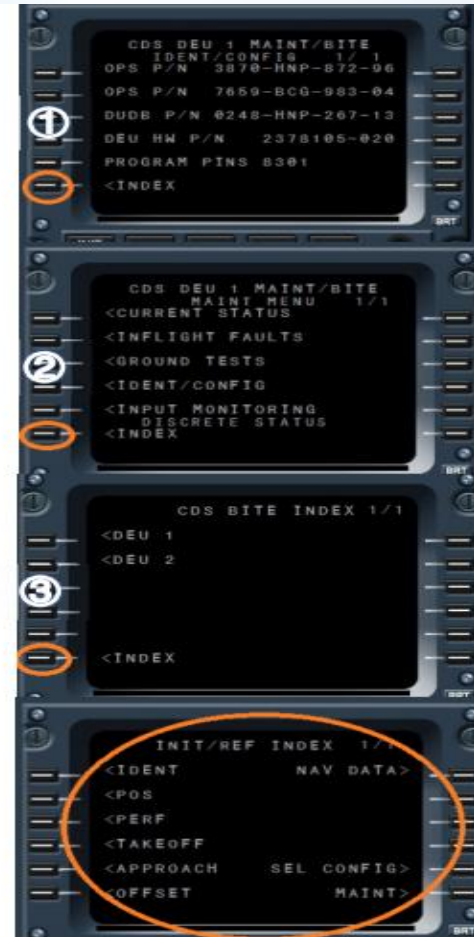 CDS DEU 1 MAINT/BITE
IDENT/CONFIG 1/ 1
OPS P/N 3870-HNP-872-96
OPS P/N 7659-BCG-983-04
①
DUDB P/N 0248-HNP-267-13
DEU HW P/N 2378105-020
PROGRAM PINS 8301
<INDEX
BRT
CDS DEU 1 MAINT/BITE
MAINT MENU 1/1
<CURRENT STATUS
<INFLIGHT FAULTS
②
<GROUND TESTS
<IDENT/CONFIG
<INPUT MONITORING
DISCRETE STATUS
<INDEX
BRT
CDS BITE INDEX 1/1
<DEU 1
<DEU 2
③
<INDEX
INIT/REF INDEX 1/1
<IDENT NAV DATA>
<POS
<PERF
<TAKEOFF
<APPROACH SEL CONFIG>
<OFFSET MAINT>
BRT